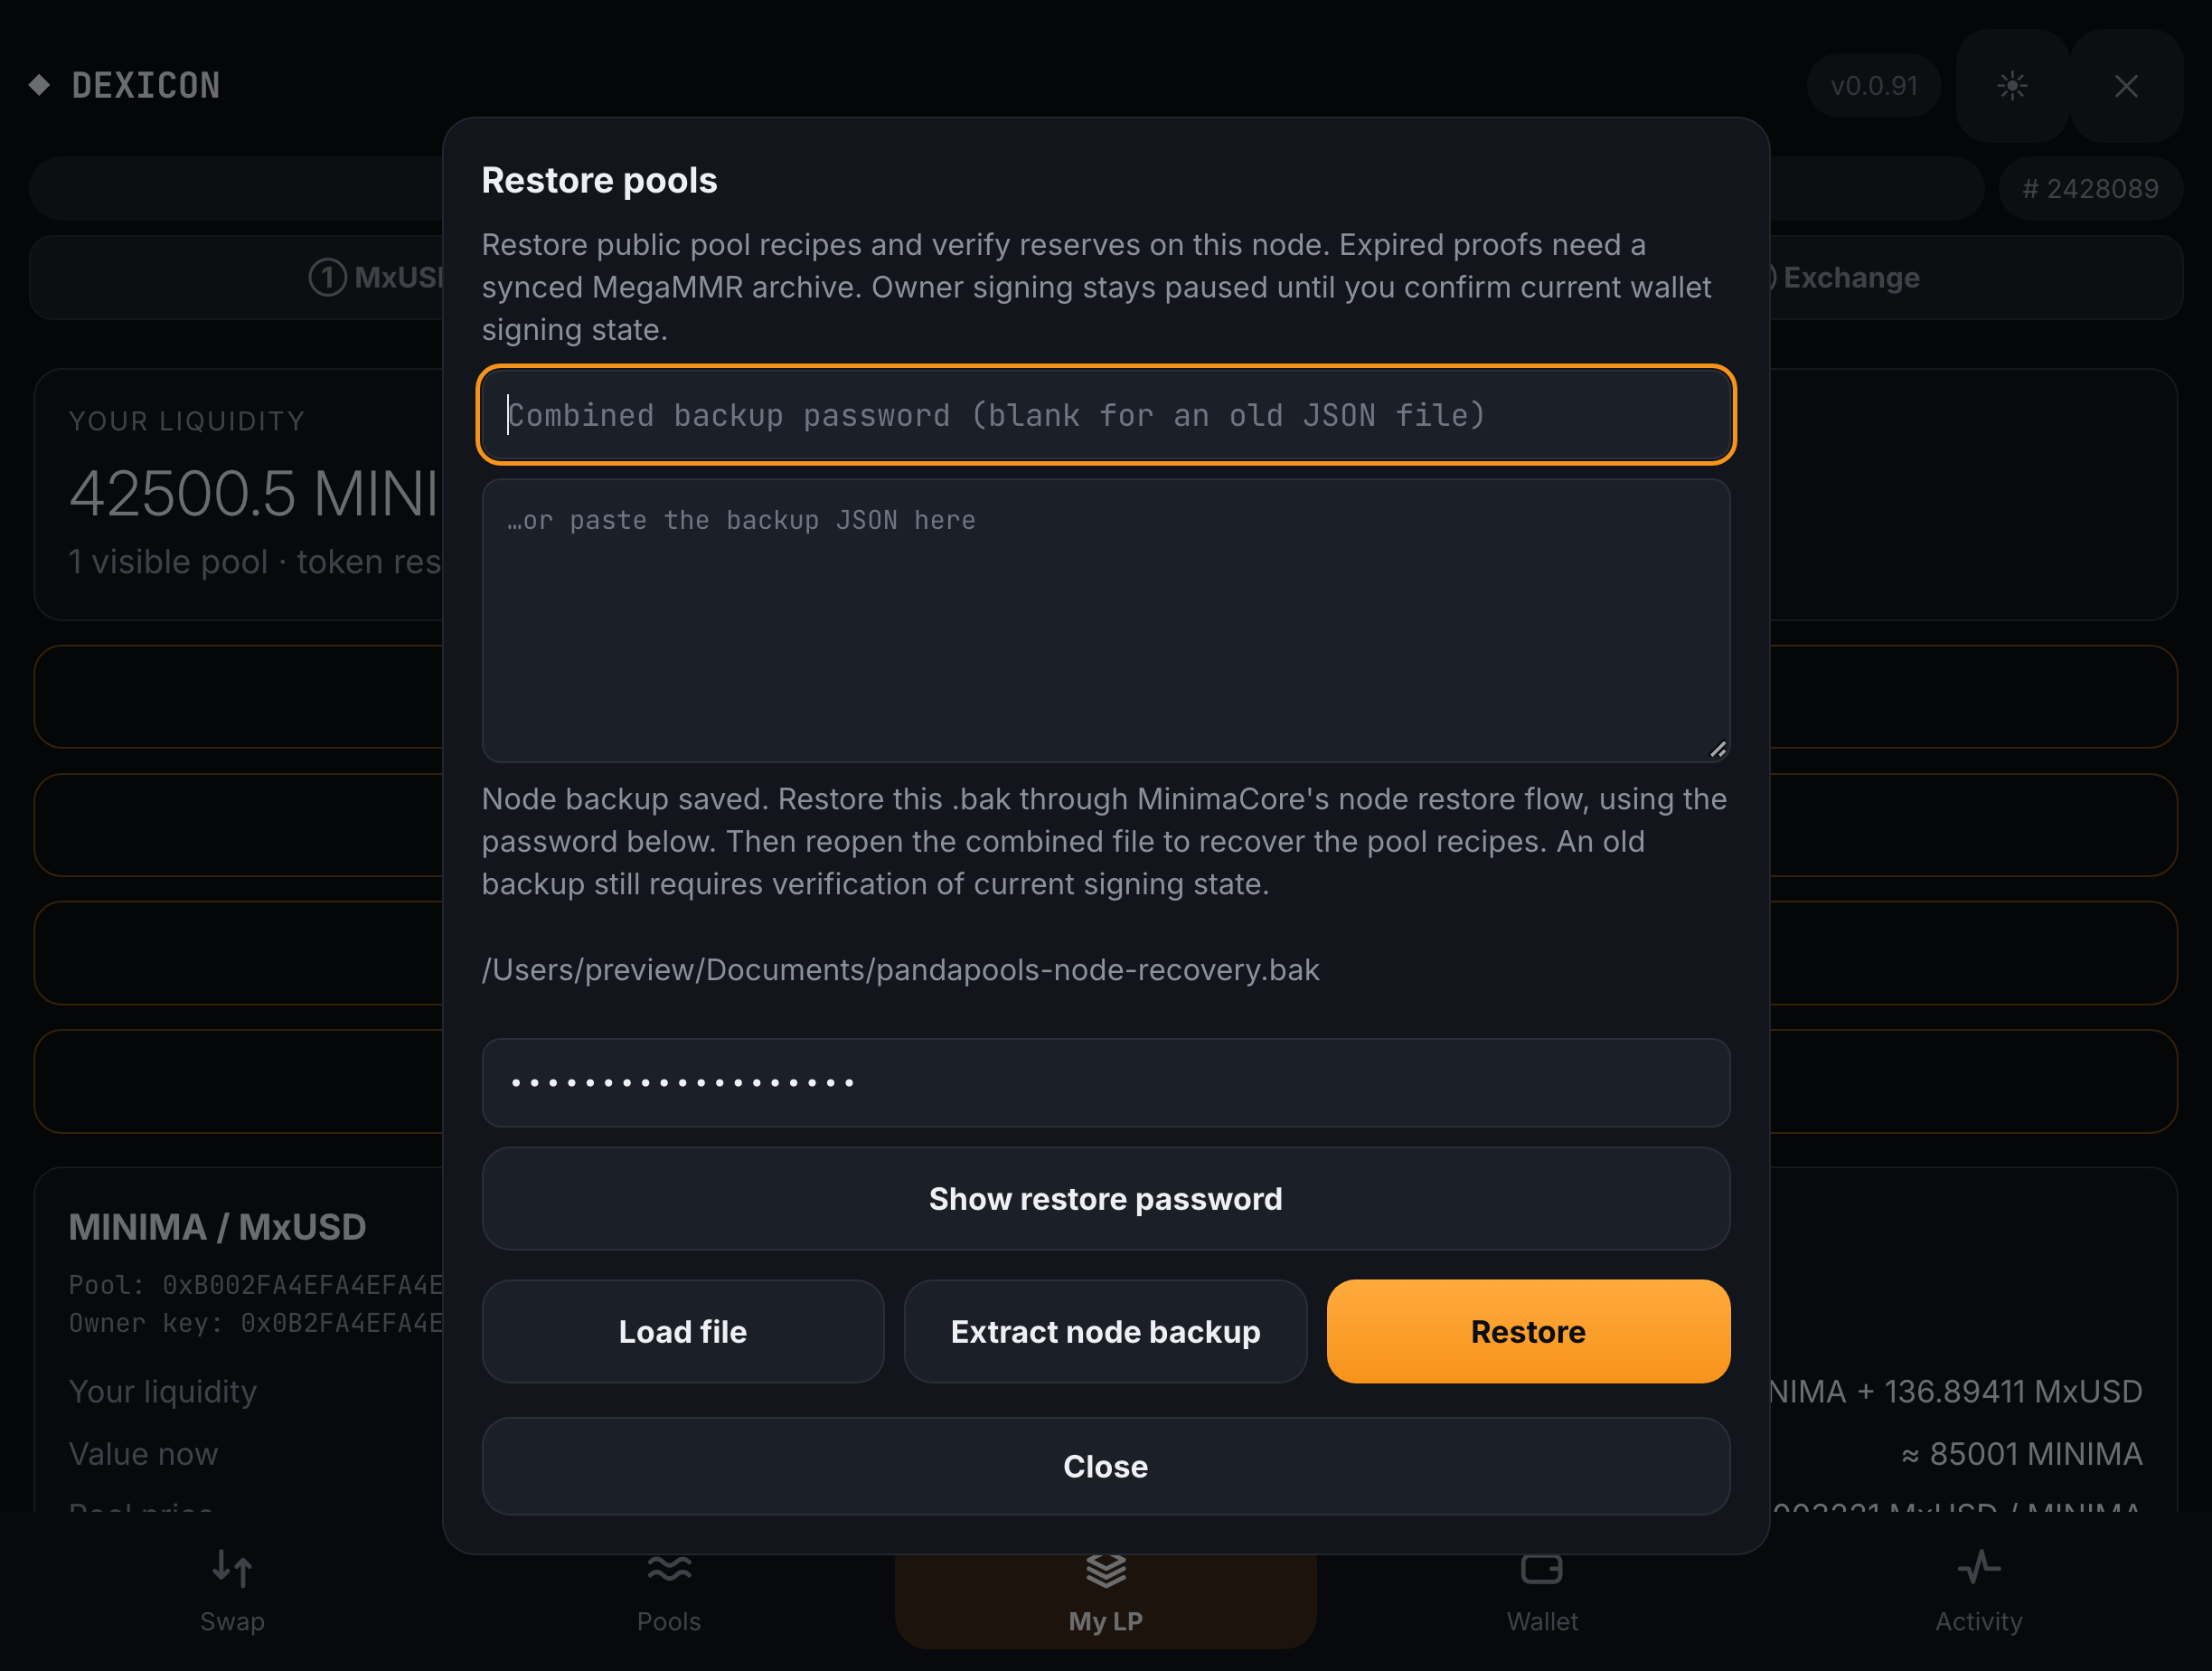 DEXICON
v0.0.91
# 2428089
1 MxUS
Exchange
Restore pools
Restore public pool recipes and verify reserves on this node. Expired proofs need a
synced MegaMMR archive. Owner signing stays paused until you confirm current wallet
signing state.
Combined backup password (blank for an old JSON file)
…or paste the backup JSON here
Node backup saved. Restore this .bak through MinimaCore's node restore flow, using the
password below. Then reopen the combined file to recover the pool recipes. An old
backup still requires verification of current signing state.
/Users/preview/Documents/pandapools-node-recovery.bak
•••••••••••••••••••
Show restore password
Load file
Extract node backup
Restore
Close
YOUR LIQUIDITY
42500.5 MINI
1 visible pool · token res
MINIMA / MxUSD
Pool: 0xB002FA4EFA4EFA4E
Owner key: 0x0B2FA4EFA4E
Your liquidity
NIMA + 136.89411 MxUSD
Value now
≈ 85001 MINIMA
Pool price
MxUSD / MINIMA
Swap
Pools
My LP
Wallet
Activity